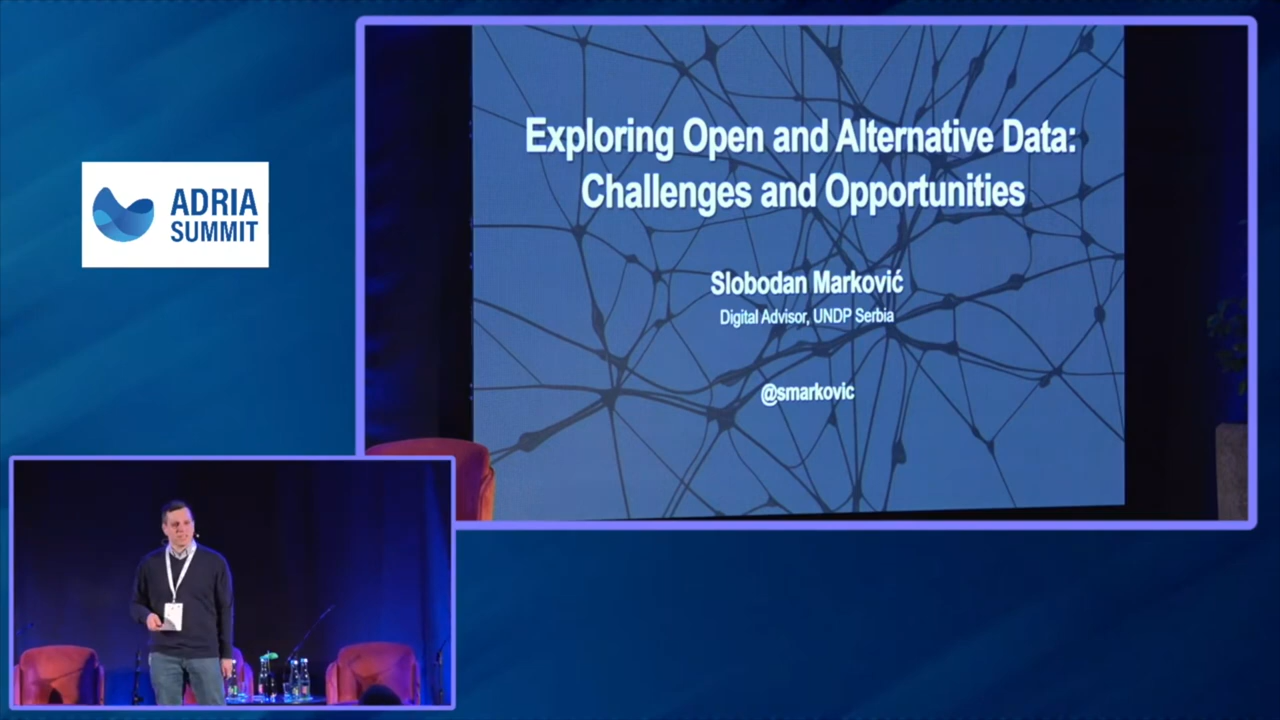 ADRIA
SUMMIT
Exploring Open and Alternative Data:
Challenges and Opportunities
Slobodan Marković
Digital Advisor, UNDP Serbia
@smarkovic